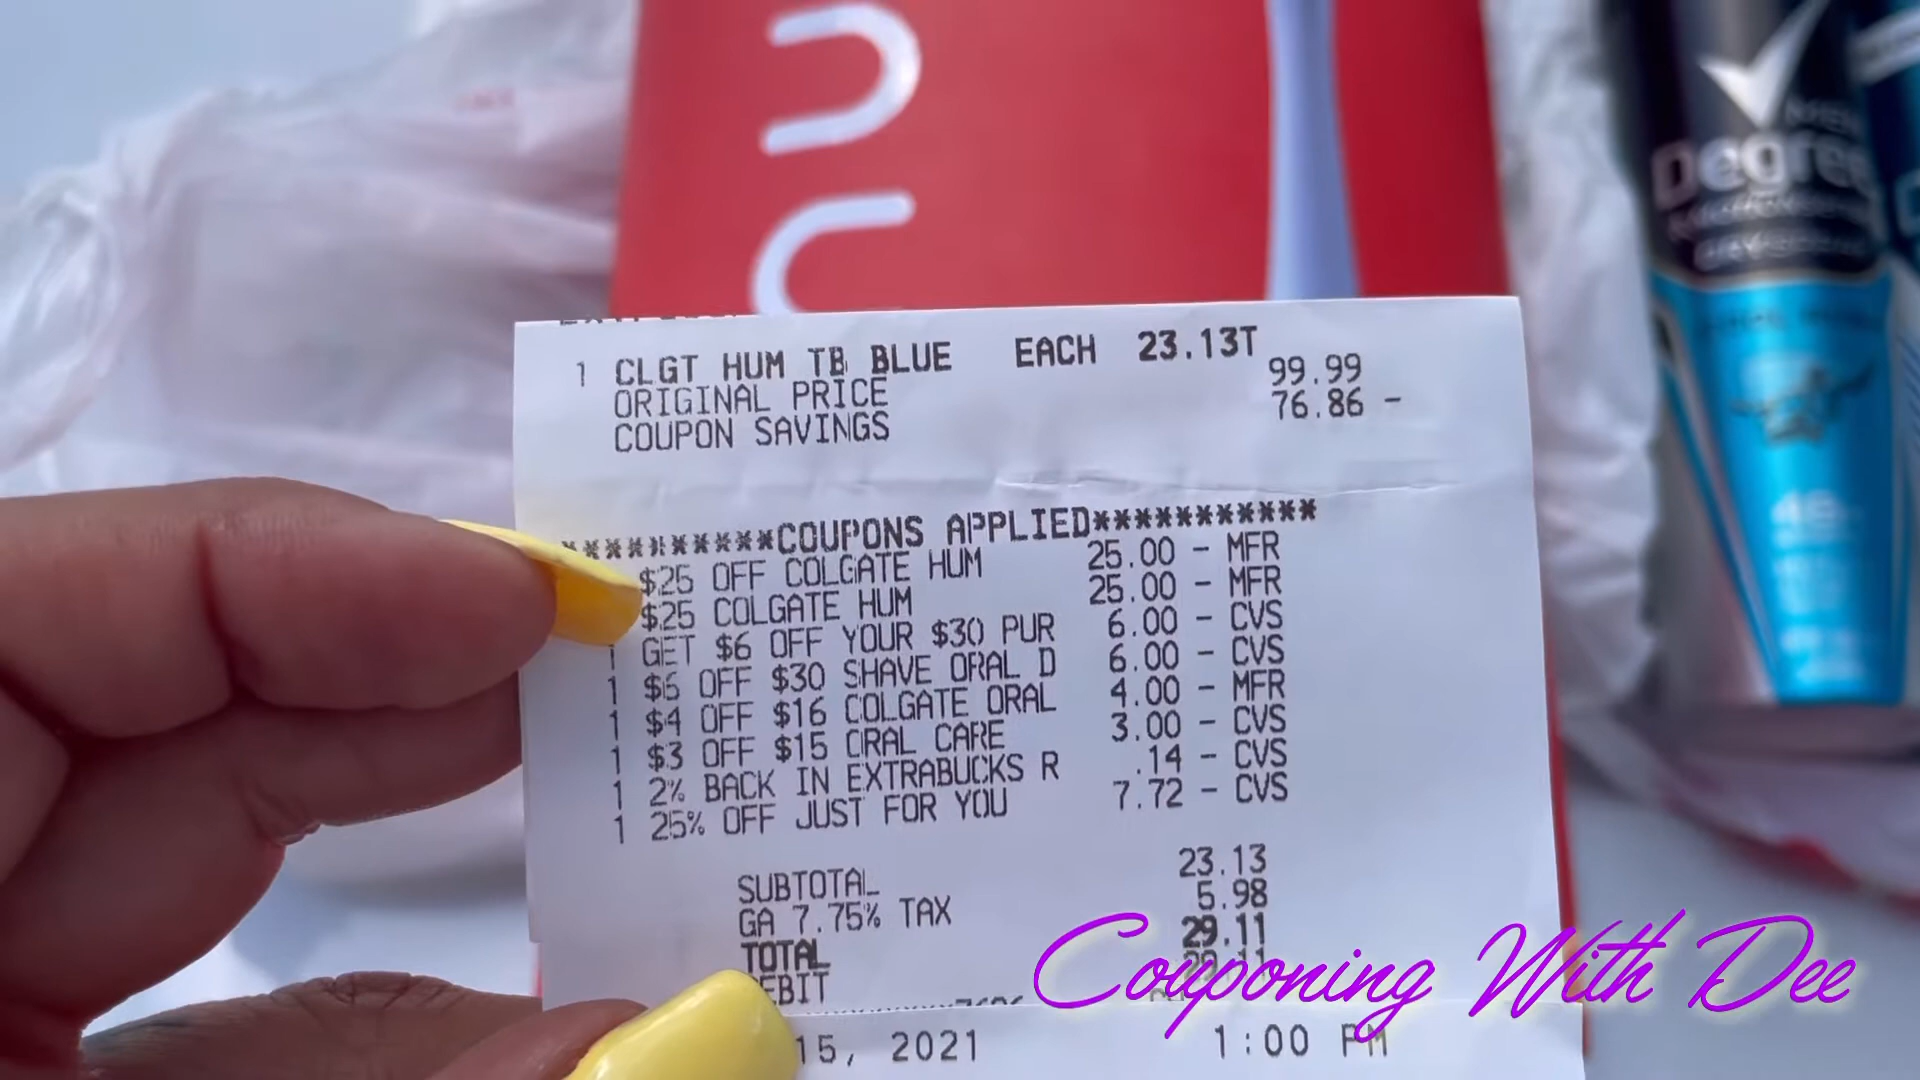 1 CLGT HUM TB BLUE EACH 23.13T
ORIGINAL PRICE 99.99
COUPON SAVINGS 76.86 -
**********COUPONS APPLIED***********
$25 OFF COLGATE HUM 25.00 - MFR
$25 COLGATE HUM 25.00 - MFR
1 GET $6 OFF YOUR $30 PUR 6.00 - CVS
1 $6 OFF $30 SHAVE ORAL D 6.00 - CVS
1 $4 OFF $16 COLGATE ORAL 4.00 - MFR
1 $3 OFF $15 ORAL CARE 3.00 - CVS
1 2% BACK IN EXTRABUCKS R .14 - CVS
1 25% OFF JUST FOR YOU 7.72 - CVS
SUBTOTAL 23.13
GA 7.75% TAX 5.98
TOTAL 29.11
EBIT 29.11
15, 2021 1:00 PM
MEN
Degree
Couponing With Dee